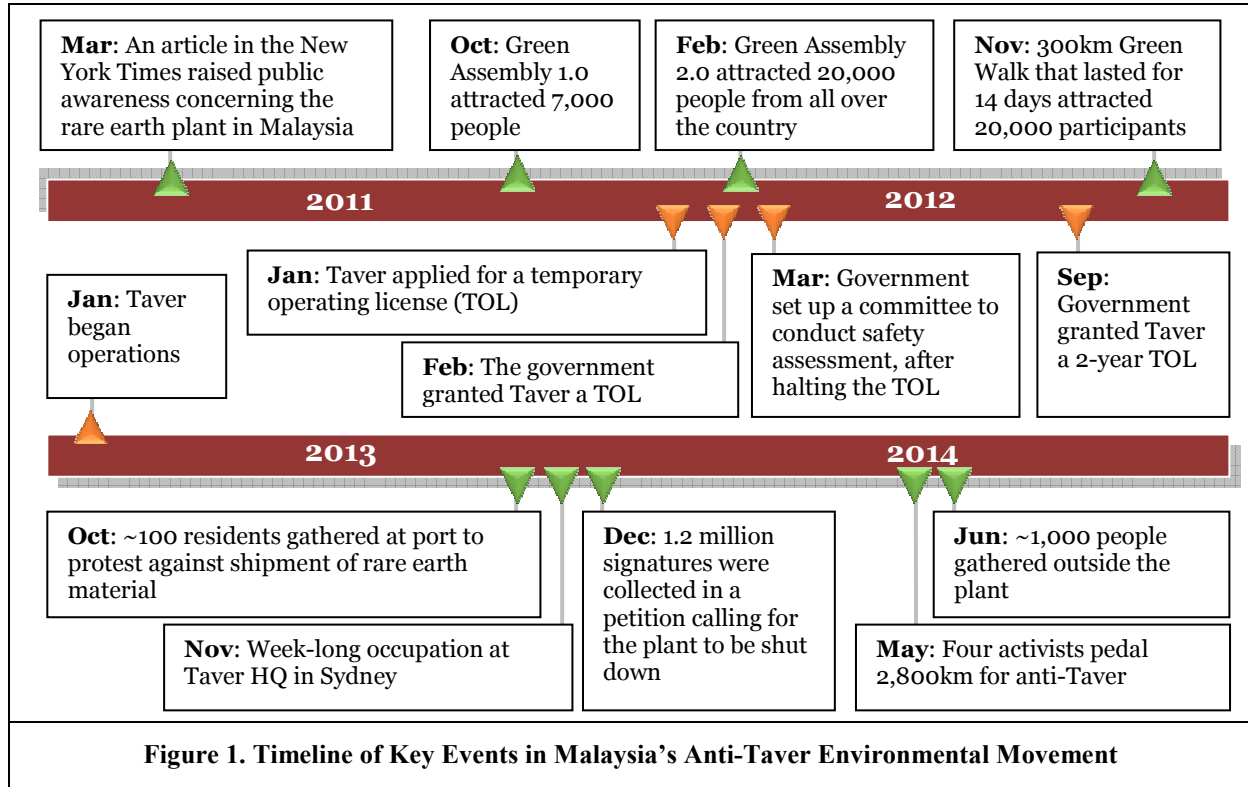 Mar: An article in the New
York Times raised public
awareness concerning the
rare earth plant in Malaysia
Oct: Green
Assembly 1.0
attracted 7,000
people
Feb: Green Assembly
2.0 attracted 20,000
people from all over
the country
Nov: 300km Green
Walk that lasted for
14 days attracted
20,000 participants
2011
2012
Jan: Taver
began
operations
Jan: Taver applied for a temporary
operating license (TOL)
Feb: The government
granted Taver a TOL
Mar: Government
set up a committee to
conduct safety
assessment, after
halting the TOL
Sep:
Government
granted Taver
a 2-year TOL
2013
2014
Oct: ~100 residents gathered at port to
protest against shipment of rare earth
material
Nov: Week-long occupation at
Taver HQ in Sydney
Dec: 1.2 million
signatures were
collected in a
petition calling for
the plant to be shut
down
Jun: ~1,000 people
gathered outside the
plant
May: Four activists pedal
2,800km for anti-Taver
Figure 1. Timeline of Key Events in Malaysia's Anti-Taver Environmental Movement